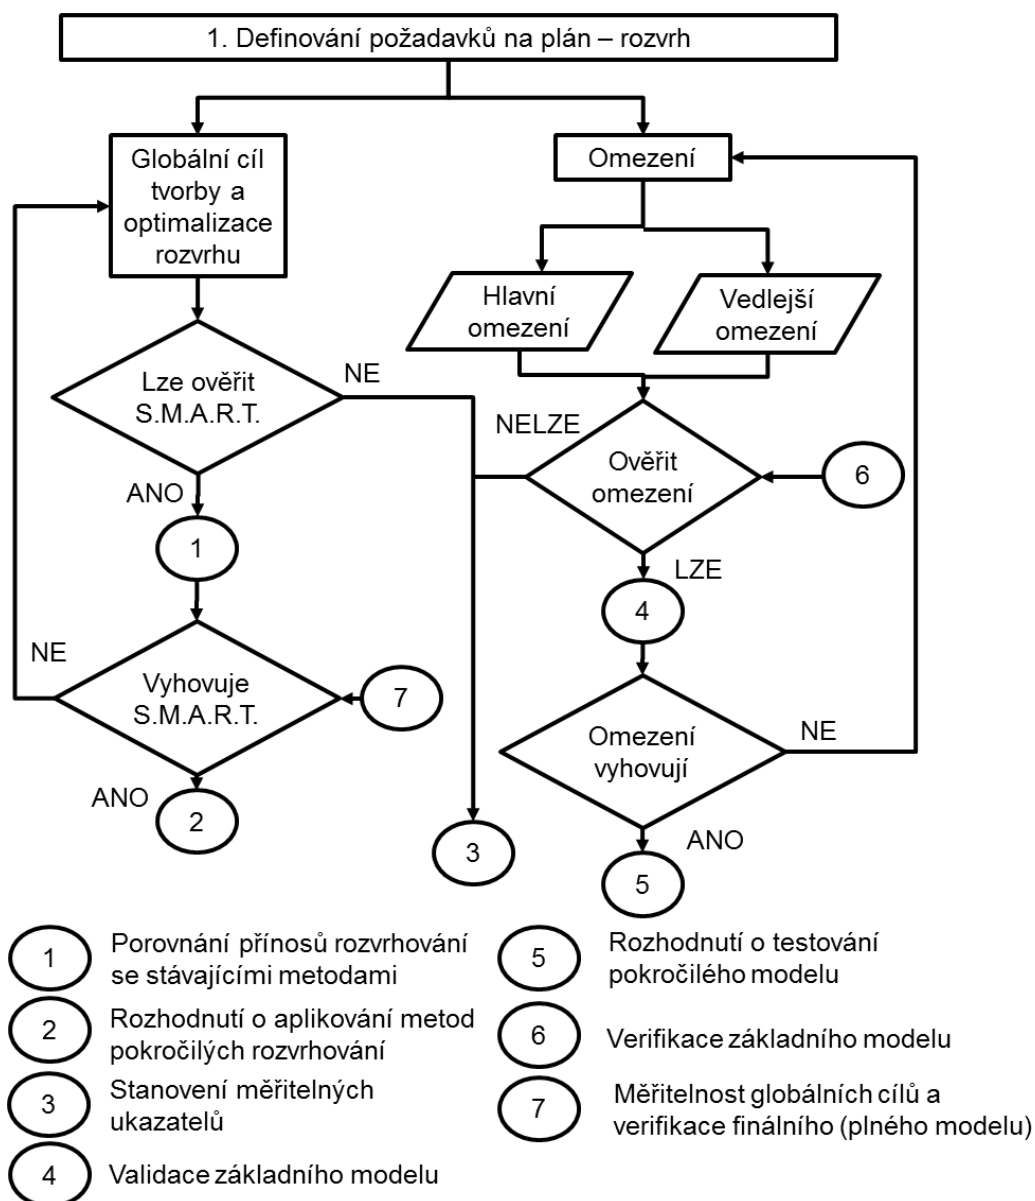 1. Definování požadavků na plán – rozvrh
Globální cíl
tvorby a
optimalizace
rozvrhu
Omezení
Hlavní
omezení
Vedlejší
omezení
Lze ověřit
S.M.A.R.T.
NE
NELZE
Ověřit
omezení
6
ANO
1
LZE
4
NE
Vyhovuje
S.M.A.R.T.
7
Omezení
vyhovují
NE
ANO
2
3
ANO
5
1
Porovnání přínosů rozvrhování
se stávajícími metodami
2
Rozhodnutí o aplikování metod
pokročilých rozvrhování
3
Stanovení měřitelných
ukazatelů
4
Validace základního modelu
5
Rozhodnutí o testování
pokročilého modelu
6
Verifikace základního modelu
7
Měřitelnost globálních cílů a
verifikace finálního (plného modelu)